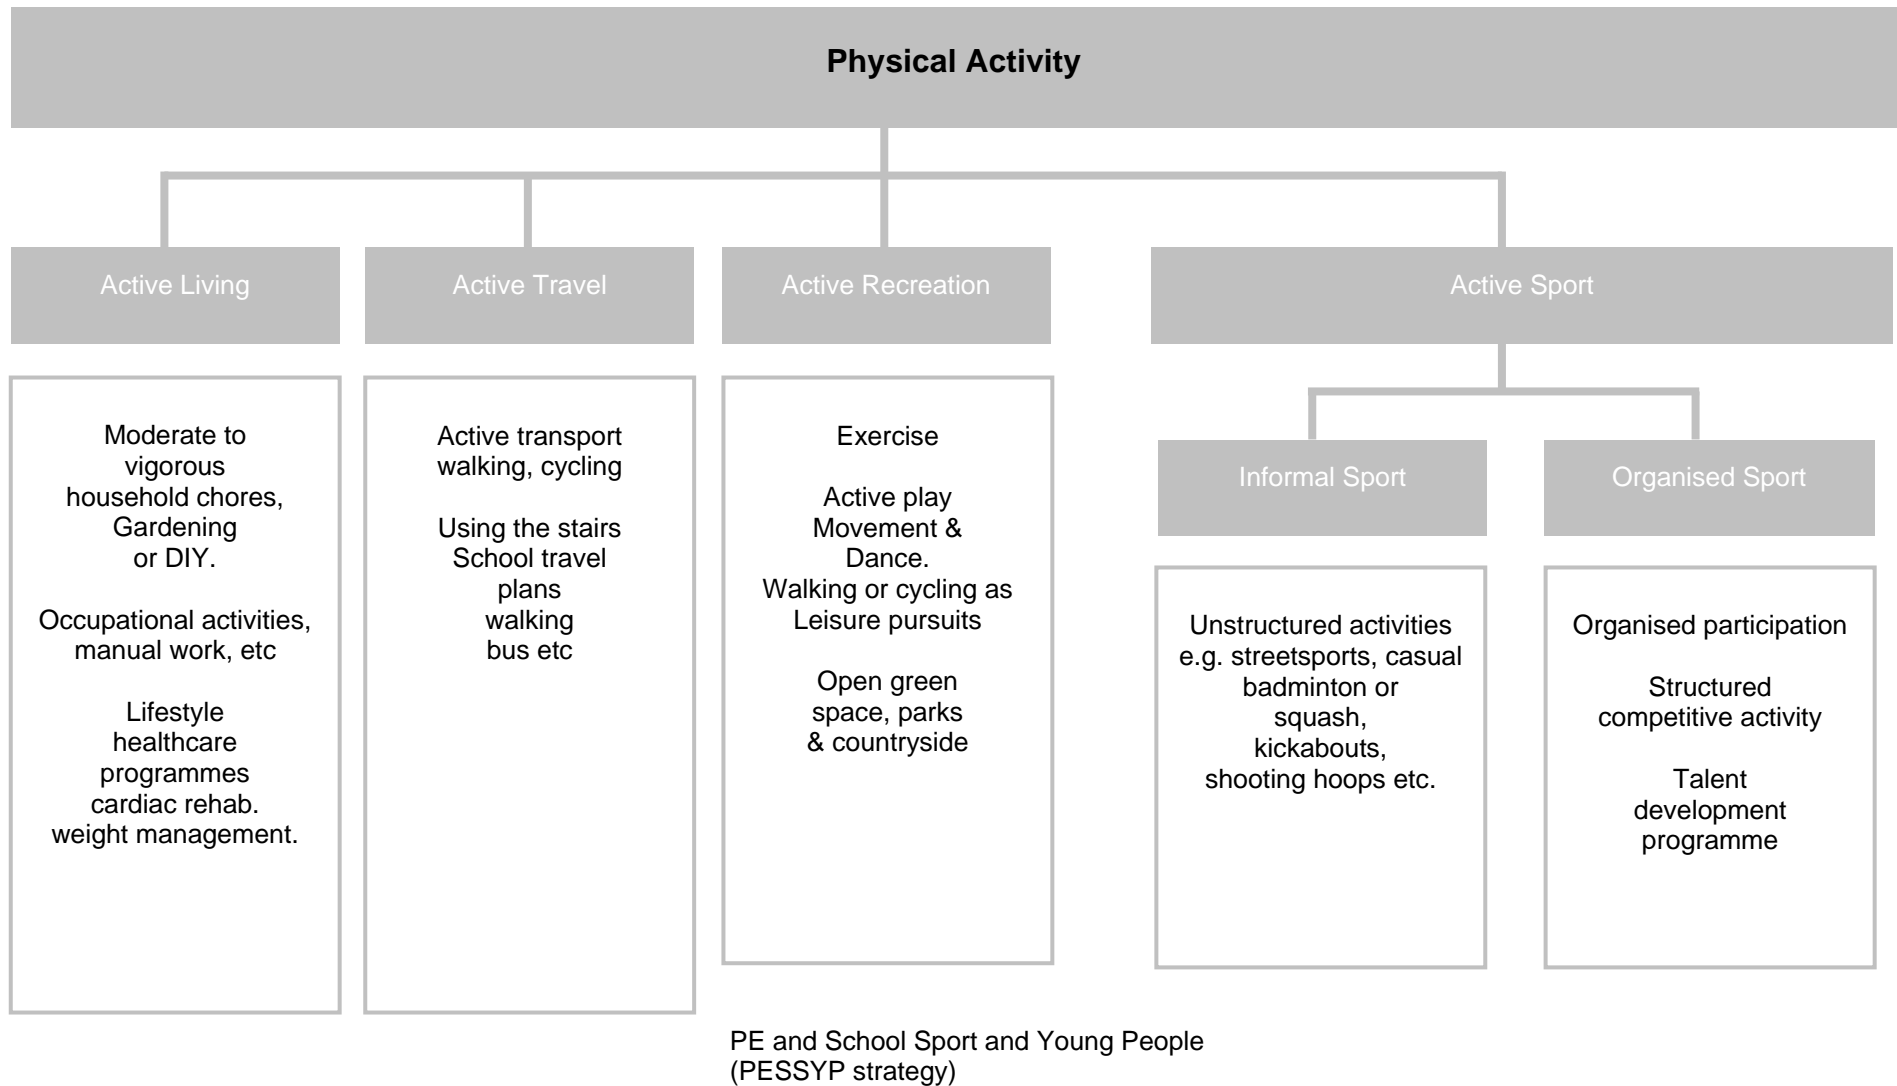 Physical Activity
Active Living
Active Travel
Active Recreation
Active Sport
Moderate to
vigorous
household chores,
Gardening
or DIY.
Occupational activities,
manual work, etc
Lifestyle
healthcare
programmes
cardiac rehab.
weight management.
Active transport
walking, cycling
Using the stairs
School travel
plans
walking
bus etc
Exercise
Active play
Movement &
Dance.
Walking or cycling as
Leisure pursuits
Open green
space, parks
& countryside
Informal Sport
Organised Sport
Unstructured activities
e.g. streetsports, casual
badminton or
squash,
kickabouts,
shooting hoops etc.
Organised participation
Structured
competitive activity
Talent
development
programme
PE and School Sport and Young People
(PESSYP strategy)